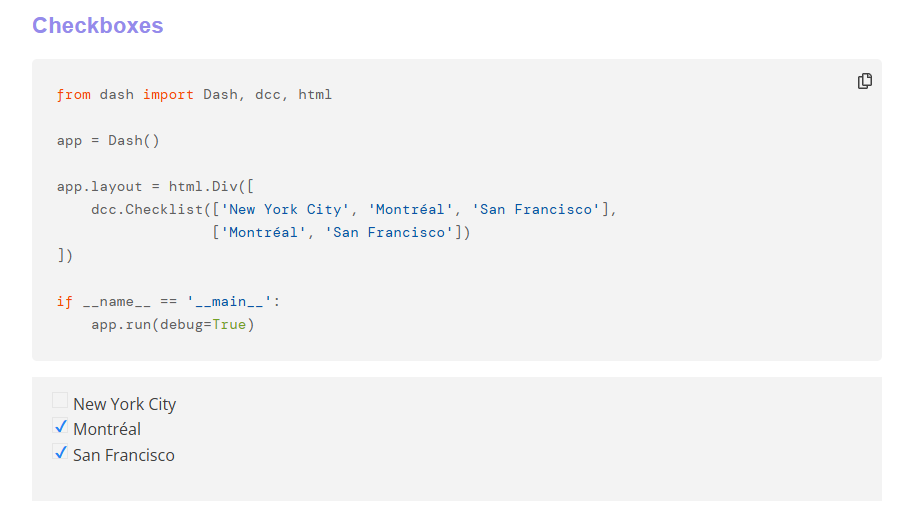 Checkboxes
from dash import Dash, dcc, html
app = Dash()
app.layout = html.Div([
    dcc.Checklist(['New York City', 'Montréal', 'San Francisco'],
                  ['Montréal', 'San Francisco'])
])
if __name__ == '__main__':
    app.run(debug=True)
New York City
Montréal
San Francisco